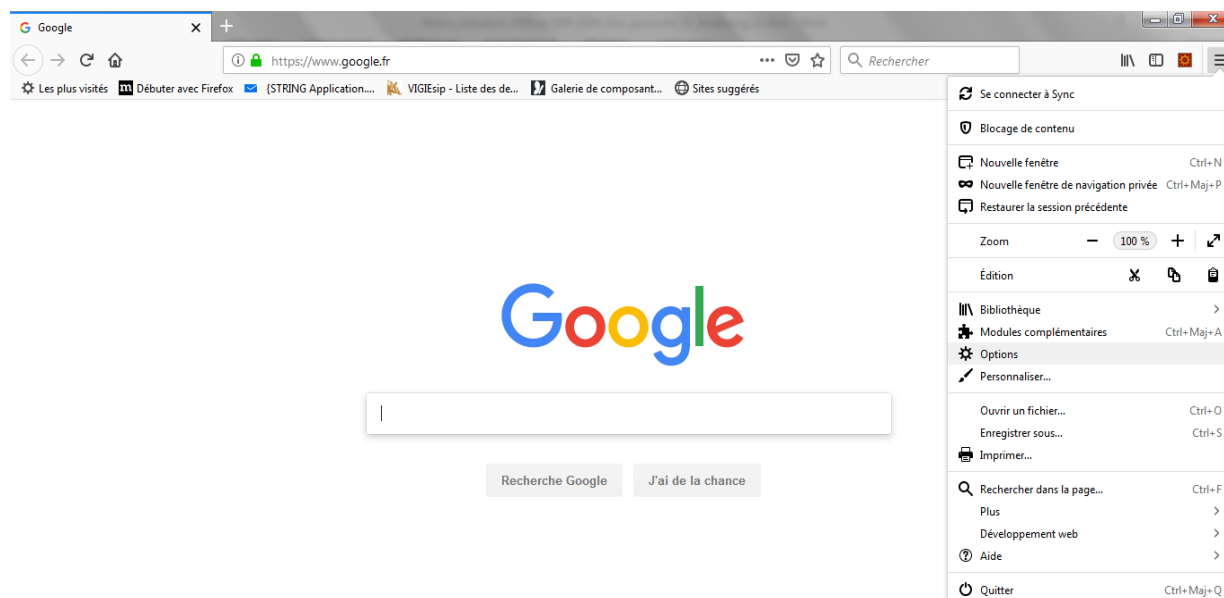 Google
https://www.google.fr
Rechercher
Les plus visités Débuter avec Firefox {STRING Application.... VIGIEsip - Liste des de... Galerie de composant... Sites suggérés
Se connecter à Sync
Blocage de contenu
Nouvelle fenêtre Ctrl+N
Nouvelle fenêtre de navigation privée Ctrl+Maj+P
Restaurer la session précédente
Zoom 100 %
Édition
Bibliothèque
Modules complémentaires Ctrl+Maj+A
Options
Personnaliser...
Ouvrir un fichier... Ctrl+O
Enregistrer sous... Ctrl+S
Imprimer...
Rechercher dans la page... Ctrl+F
Plus
Développement web
Aide
Quitter Ctrl+Maj+Q
Google
Recherche Google J'ai de la chance